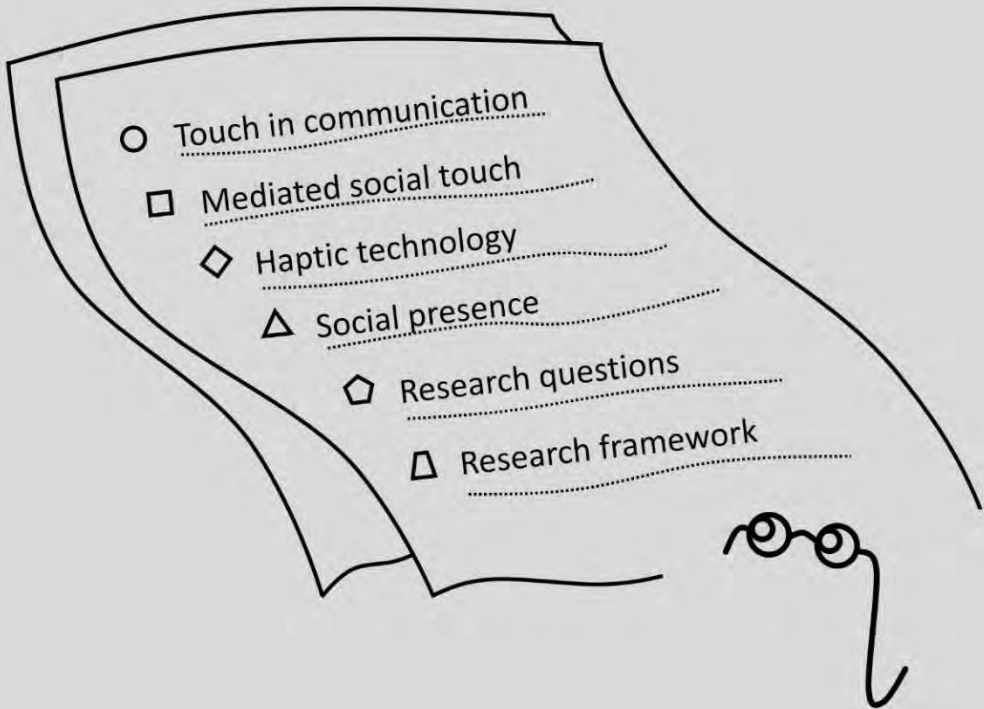 Touch in communication
Mediated social touch
Haptic technology
Social presence
Research questions
Research framework